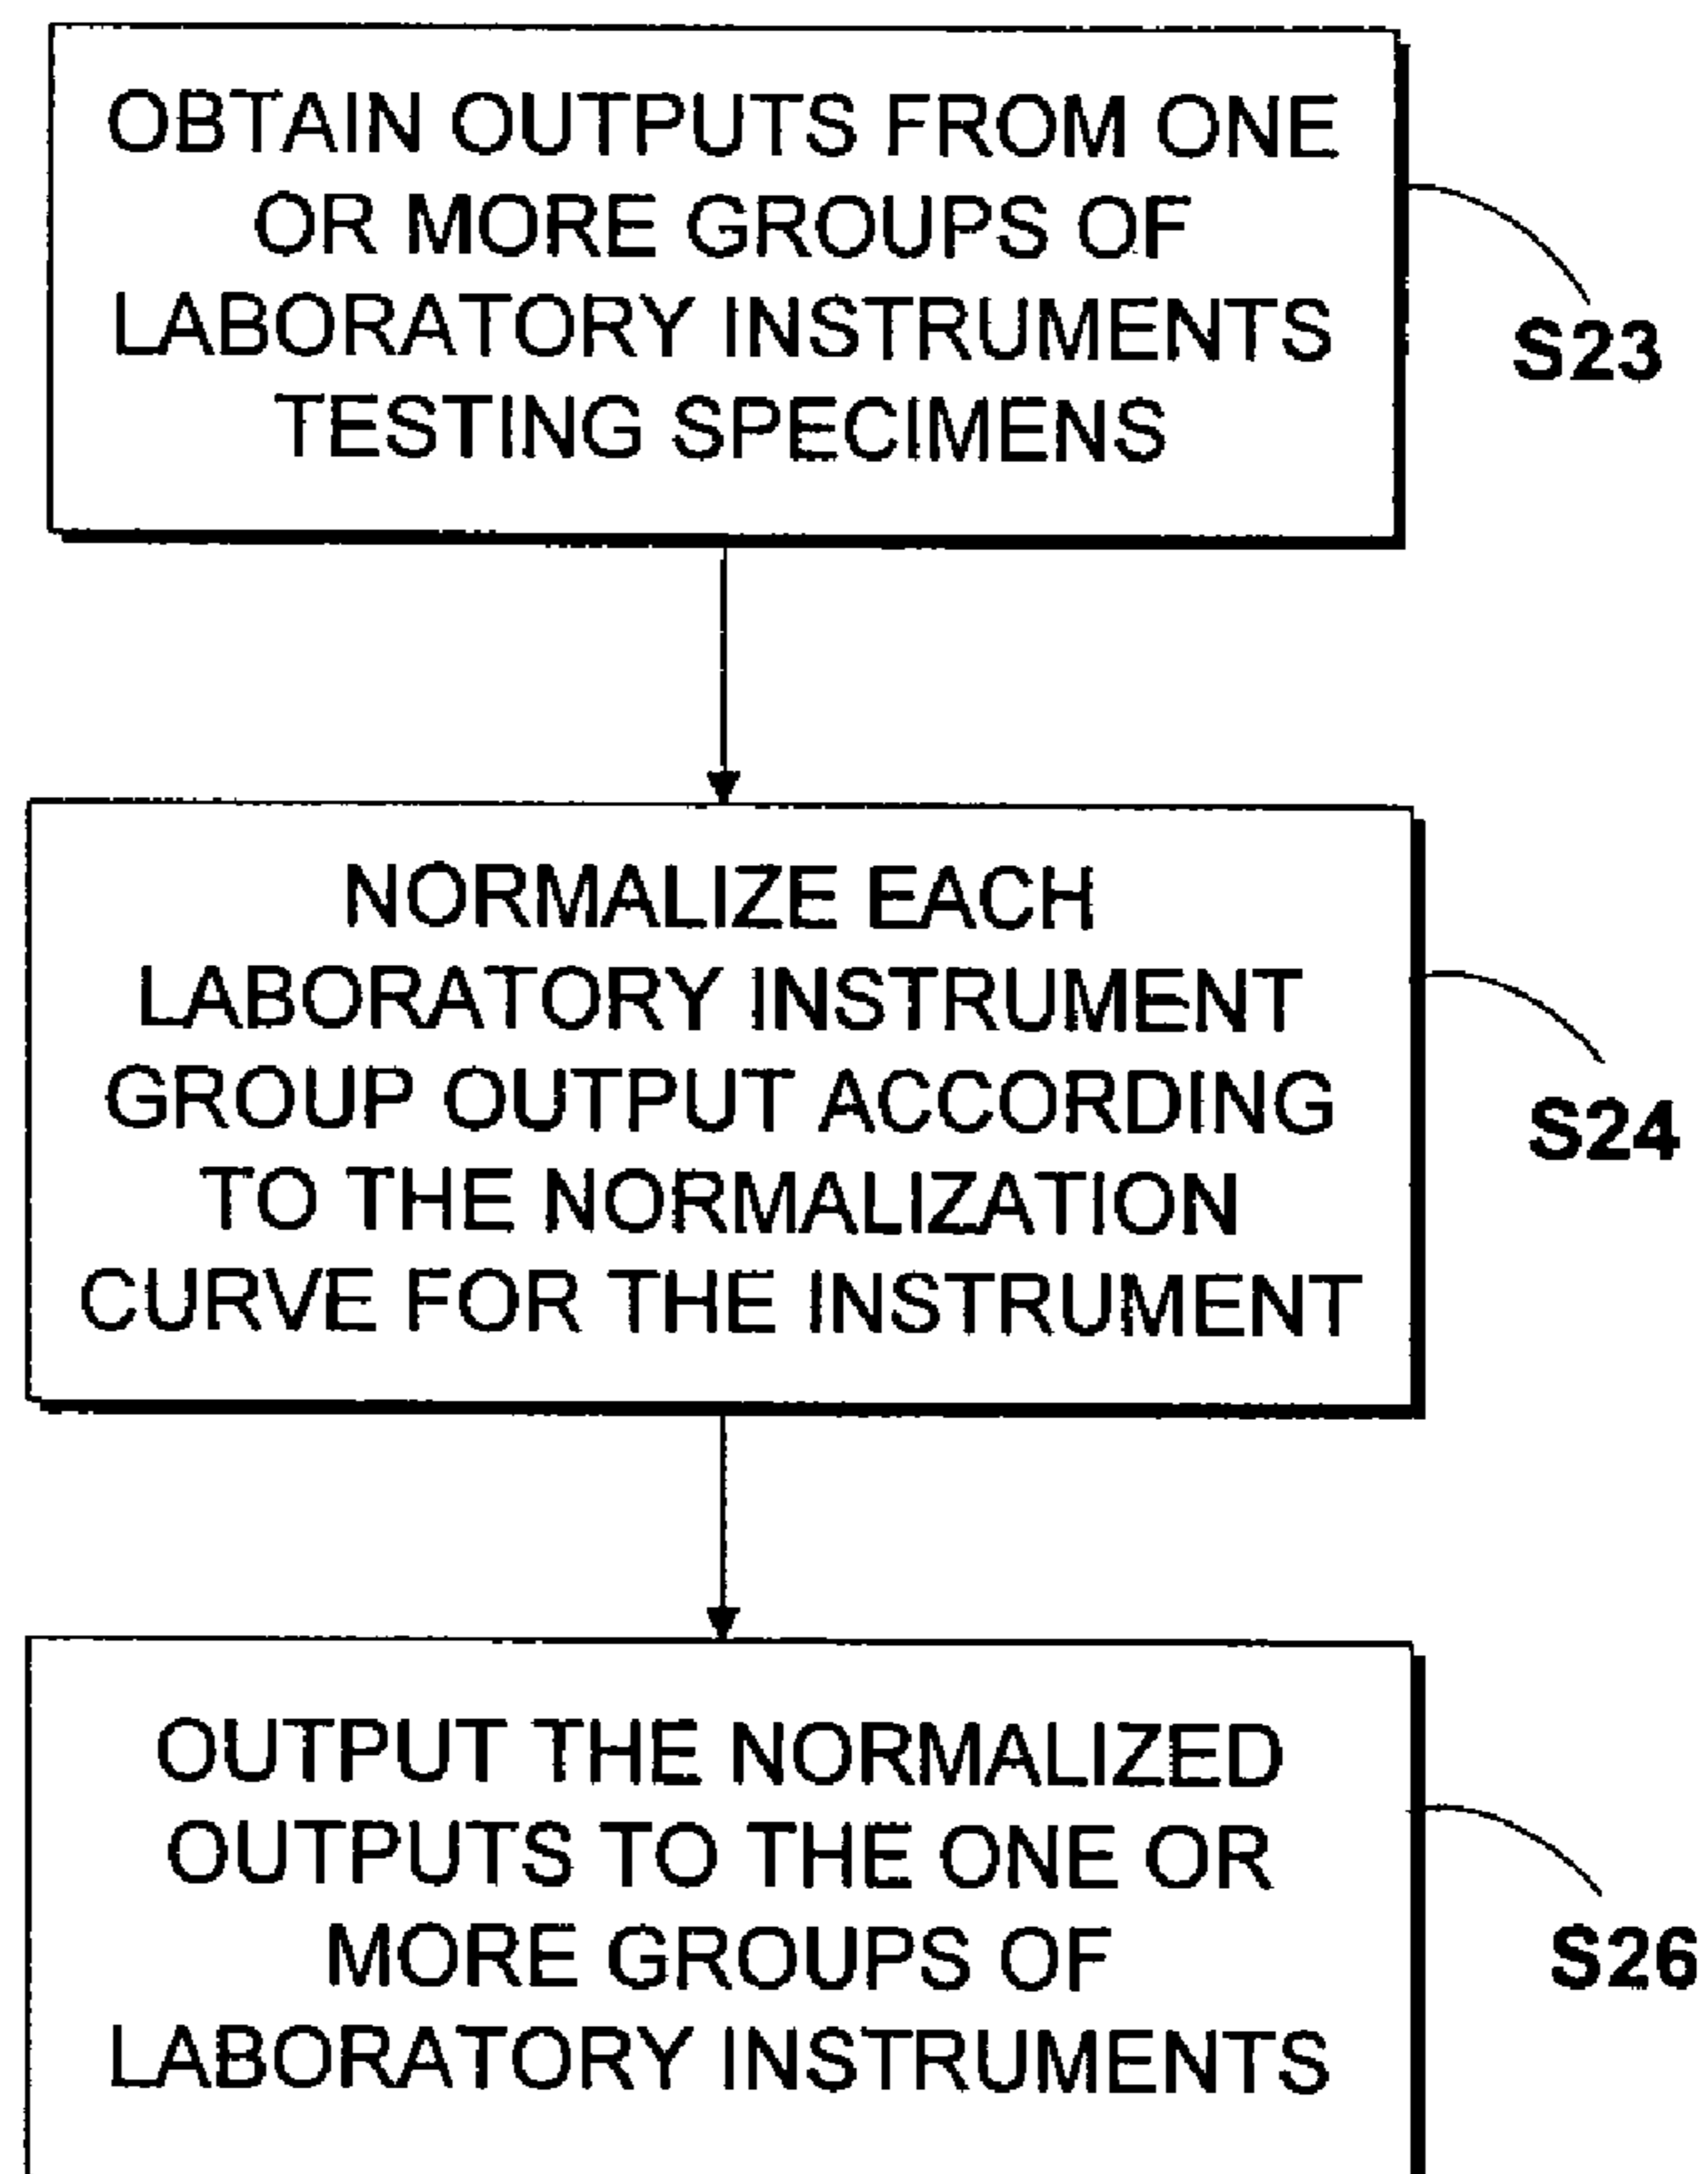 OBTAIN OUTPUTS FROM ONE
OR MORE GROUPS OF
LABORATORY INSTRUMENTS
TESTING SPECIMENS
S23
NORMALIZE EACH
LABORATORY INSTRUMENT
GROUP OUTPUT ACCORDING
TO THE NORMALIZATION
CURVE FOR THE INSTRUMENT
S24
OUTPUT THE NORMALIZED
OUTPUTS TO THE ONE OR
MORE GROUPS OF
LABORATORY INSTRUMENTS
S26